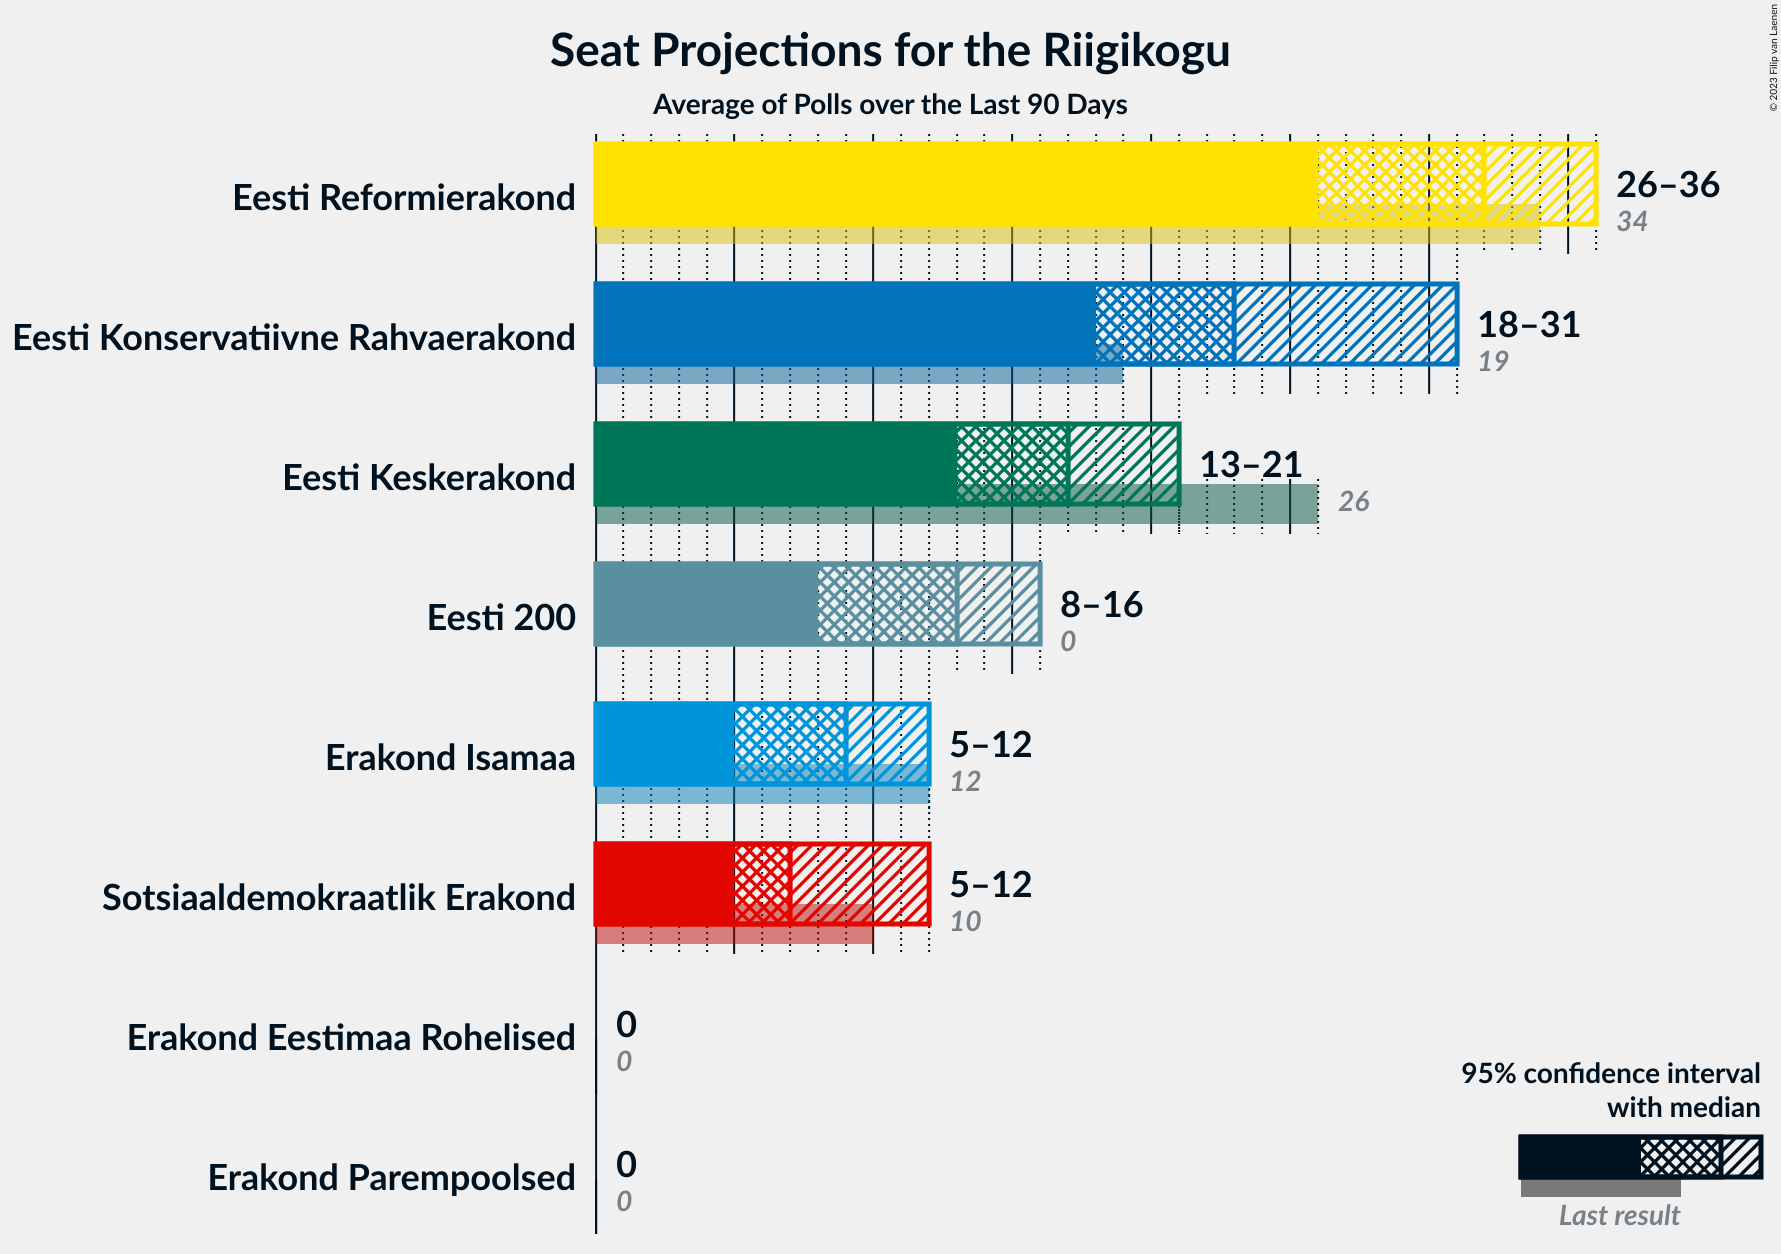 Seat Projections for the Riigikogu
Average of Polls over the Last 90 Days
© 2023 Filip van Laenen
Eesti Reformierakond
26–36
34
Eesti Konservatiivne Rahvaerakond
18–31
19
Eesti Keskerakond
13–21
26
Eesti 200
8–16
0
Erakond Isamaa
5–12
12
Sotsiaaldemokraatlik Erakond
5–12
10
Erakond Eestimaa Rohelised
0
0
Erakond Parempoolsed
0
0
95% confidence interval
with median
Last result